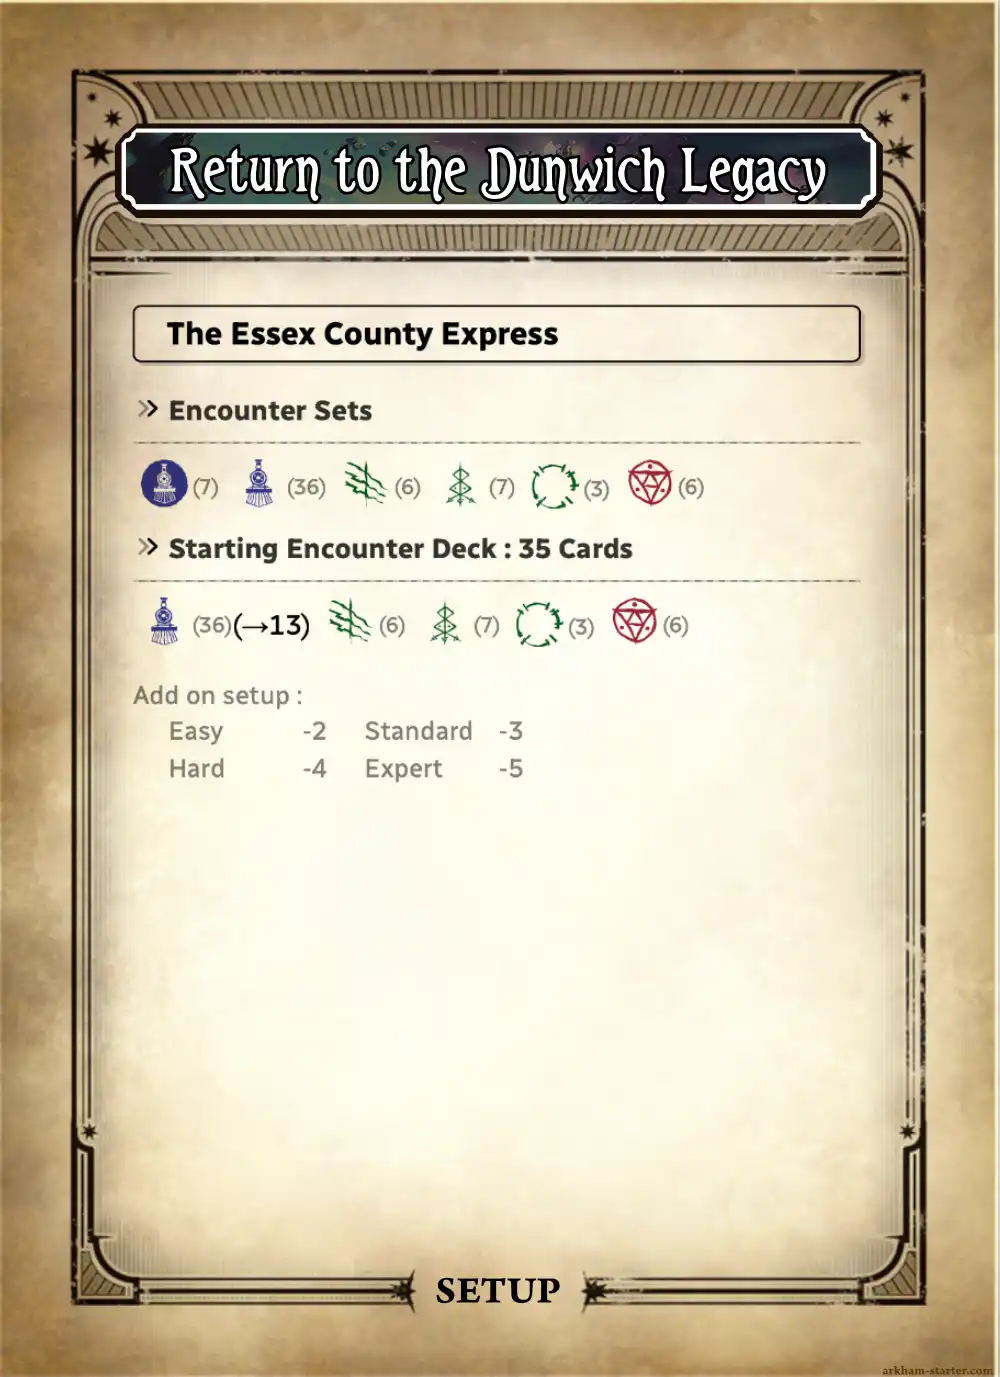 Return to the Dunwich Legacy
The Essex County Express
» Encounter Sets
(7) (36) (6) (7) (3) (6)
» Starting Encounter Deck : 35 Cards
(36)(→13) (6) (7) (3) (6)
Add on setup :
Easy -2 Standard -3
Hard -4 Expert -5
SETUP
arkham-starter.com